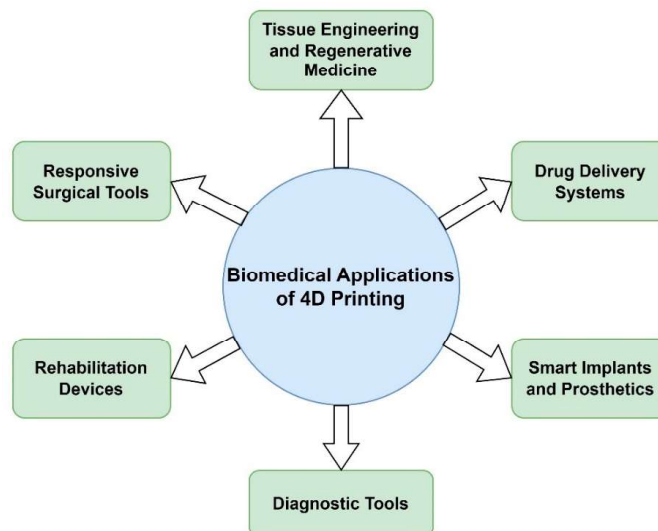 Tissue Engineering
and Regenerative
Medicine
Responsive
Surgical Tools
Drug Delivery
Systems
Biomedical Applications
of 4D Printing
Rehabilitation
Devices
Smart Implants
and Prosthetics
Diagnostic Tools